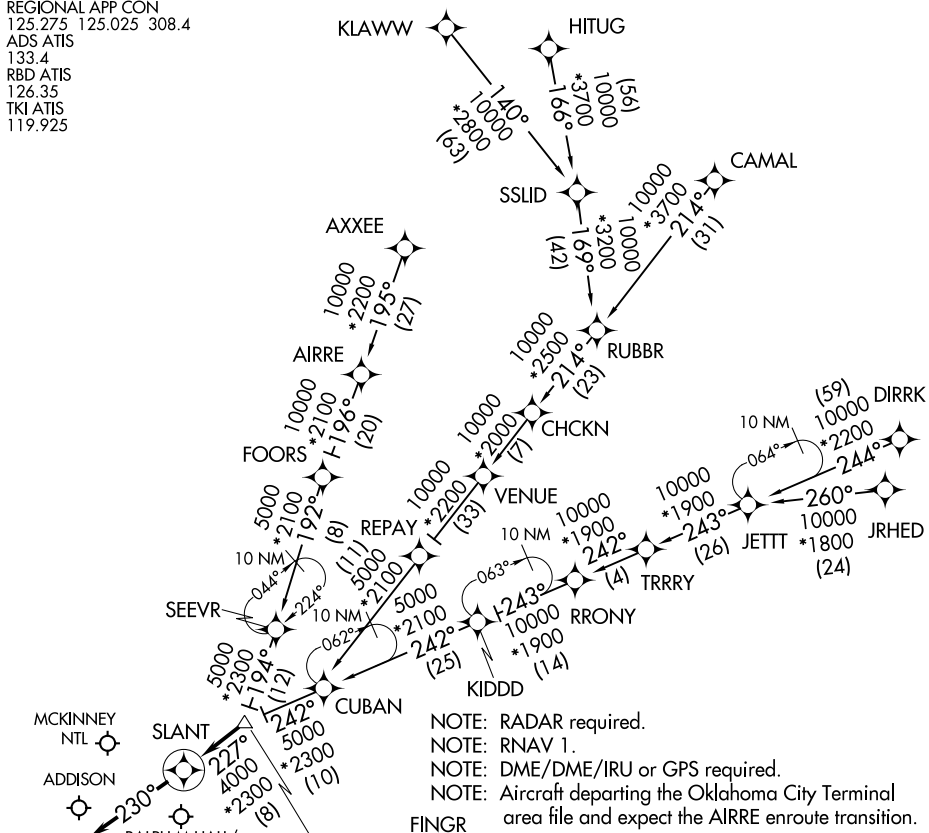 REGIONAL APP CON
125.275 125.025 308.4
ADS ATIS
133.4
RBD ATIS
126.35
TKI ATIS
119.925
KLAWW
HITUG
140°
10000
*2800
(63)
(56)
10000
*3700
166°
SSLID
CAMAL
10000
*3700
214°
(31)
10000
*3200
169°
(42)
AXXEE
10000
*2200
195°
(27)
RUBBR
10000
*2500
214°
(23)
AIRRE
10000
*2100
196°
(20)
CHCKN
10000
*2000
(7)
FOORS
VENUE
10000
*2200
(33)
5000
*2100
192°
(8)
REPAY
(11)
5000
*2100
DIRRK
(59)
10000
*2200
244°
10 NM
064°
JRHED
260°
10000
*1800
(24)
JETTT
10000
*1900
243°
(26)
TRRRY
10000
*1900
242°
(4)
RRONY
10 NM
063°
243°
10000
*1900
(14)
KIDDD
5000
*2100
242°
(25)
10 NM
044°
224°
SEEVR
10 NM
062°
CUBAN
5000
*2300
194°
(12)
242°
5000
*2300
(10)
MCKINNEY
NTL
SLANT
227°
4000
*2300
(8)
ADDISON
230°
FINGR
NOTE: RADAR required.
NOTE: RNAV 1.
NOTE: DME/DME/IRU or GPS required.
NOTE: Aircraft departing the Oklahoma City Terminal
area file and expect the AIRRE enroute transition.